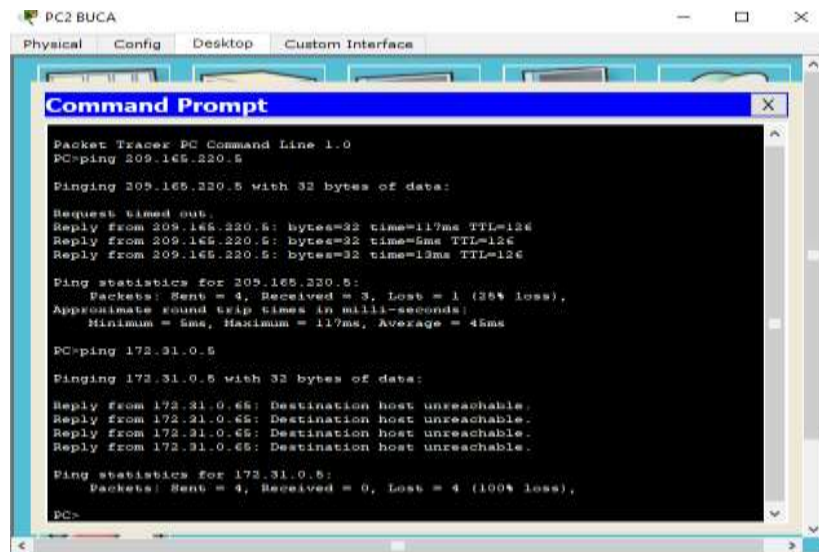 PC2 BUCA
Physical Config Desktop Custom Interface
Command Prompt
X
Packet Tracer PC Command Line 1.0
PC>ping 209.165.220.5
Pinging 209.165.220.5 with 32 bytes of data:
Request timed out.
Reply from 209.165.220.5: bytes=32 time=117ms TTL=126
Reply from 209.165.220.5: bytes=32 time=5ms TTL=126
Reply from 209.165.220.5: bytes=32 time=13ms TTL=126
Ping statistics for 209.165.220.5:
Packets: Sent = 4, Received = 3, Lost = 1 (25% loss),
Approximate round trip times in milli-seconds:
Minimum = 5ms, Maximum = 117ms, Average = 45ms
PC>ping 172.31.0.5
Pinging 172.31.0.5 with 32 bytes of data:
Reply from 172.31.0.65: Destination host unreachable.
Reply from 172.31.0.65: Destination host unreachable.
Reply from 172.31.0.65: Destination host unreachable.
Reply from 172.31.0.65: Destination host unreachable.
Ping statistics for 172.31.0.5:
Packets: Sent = 4, Received = 0, Lost = 4 (100% loss),
PC>